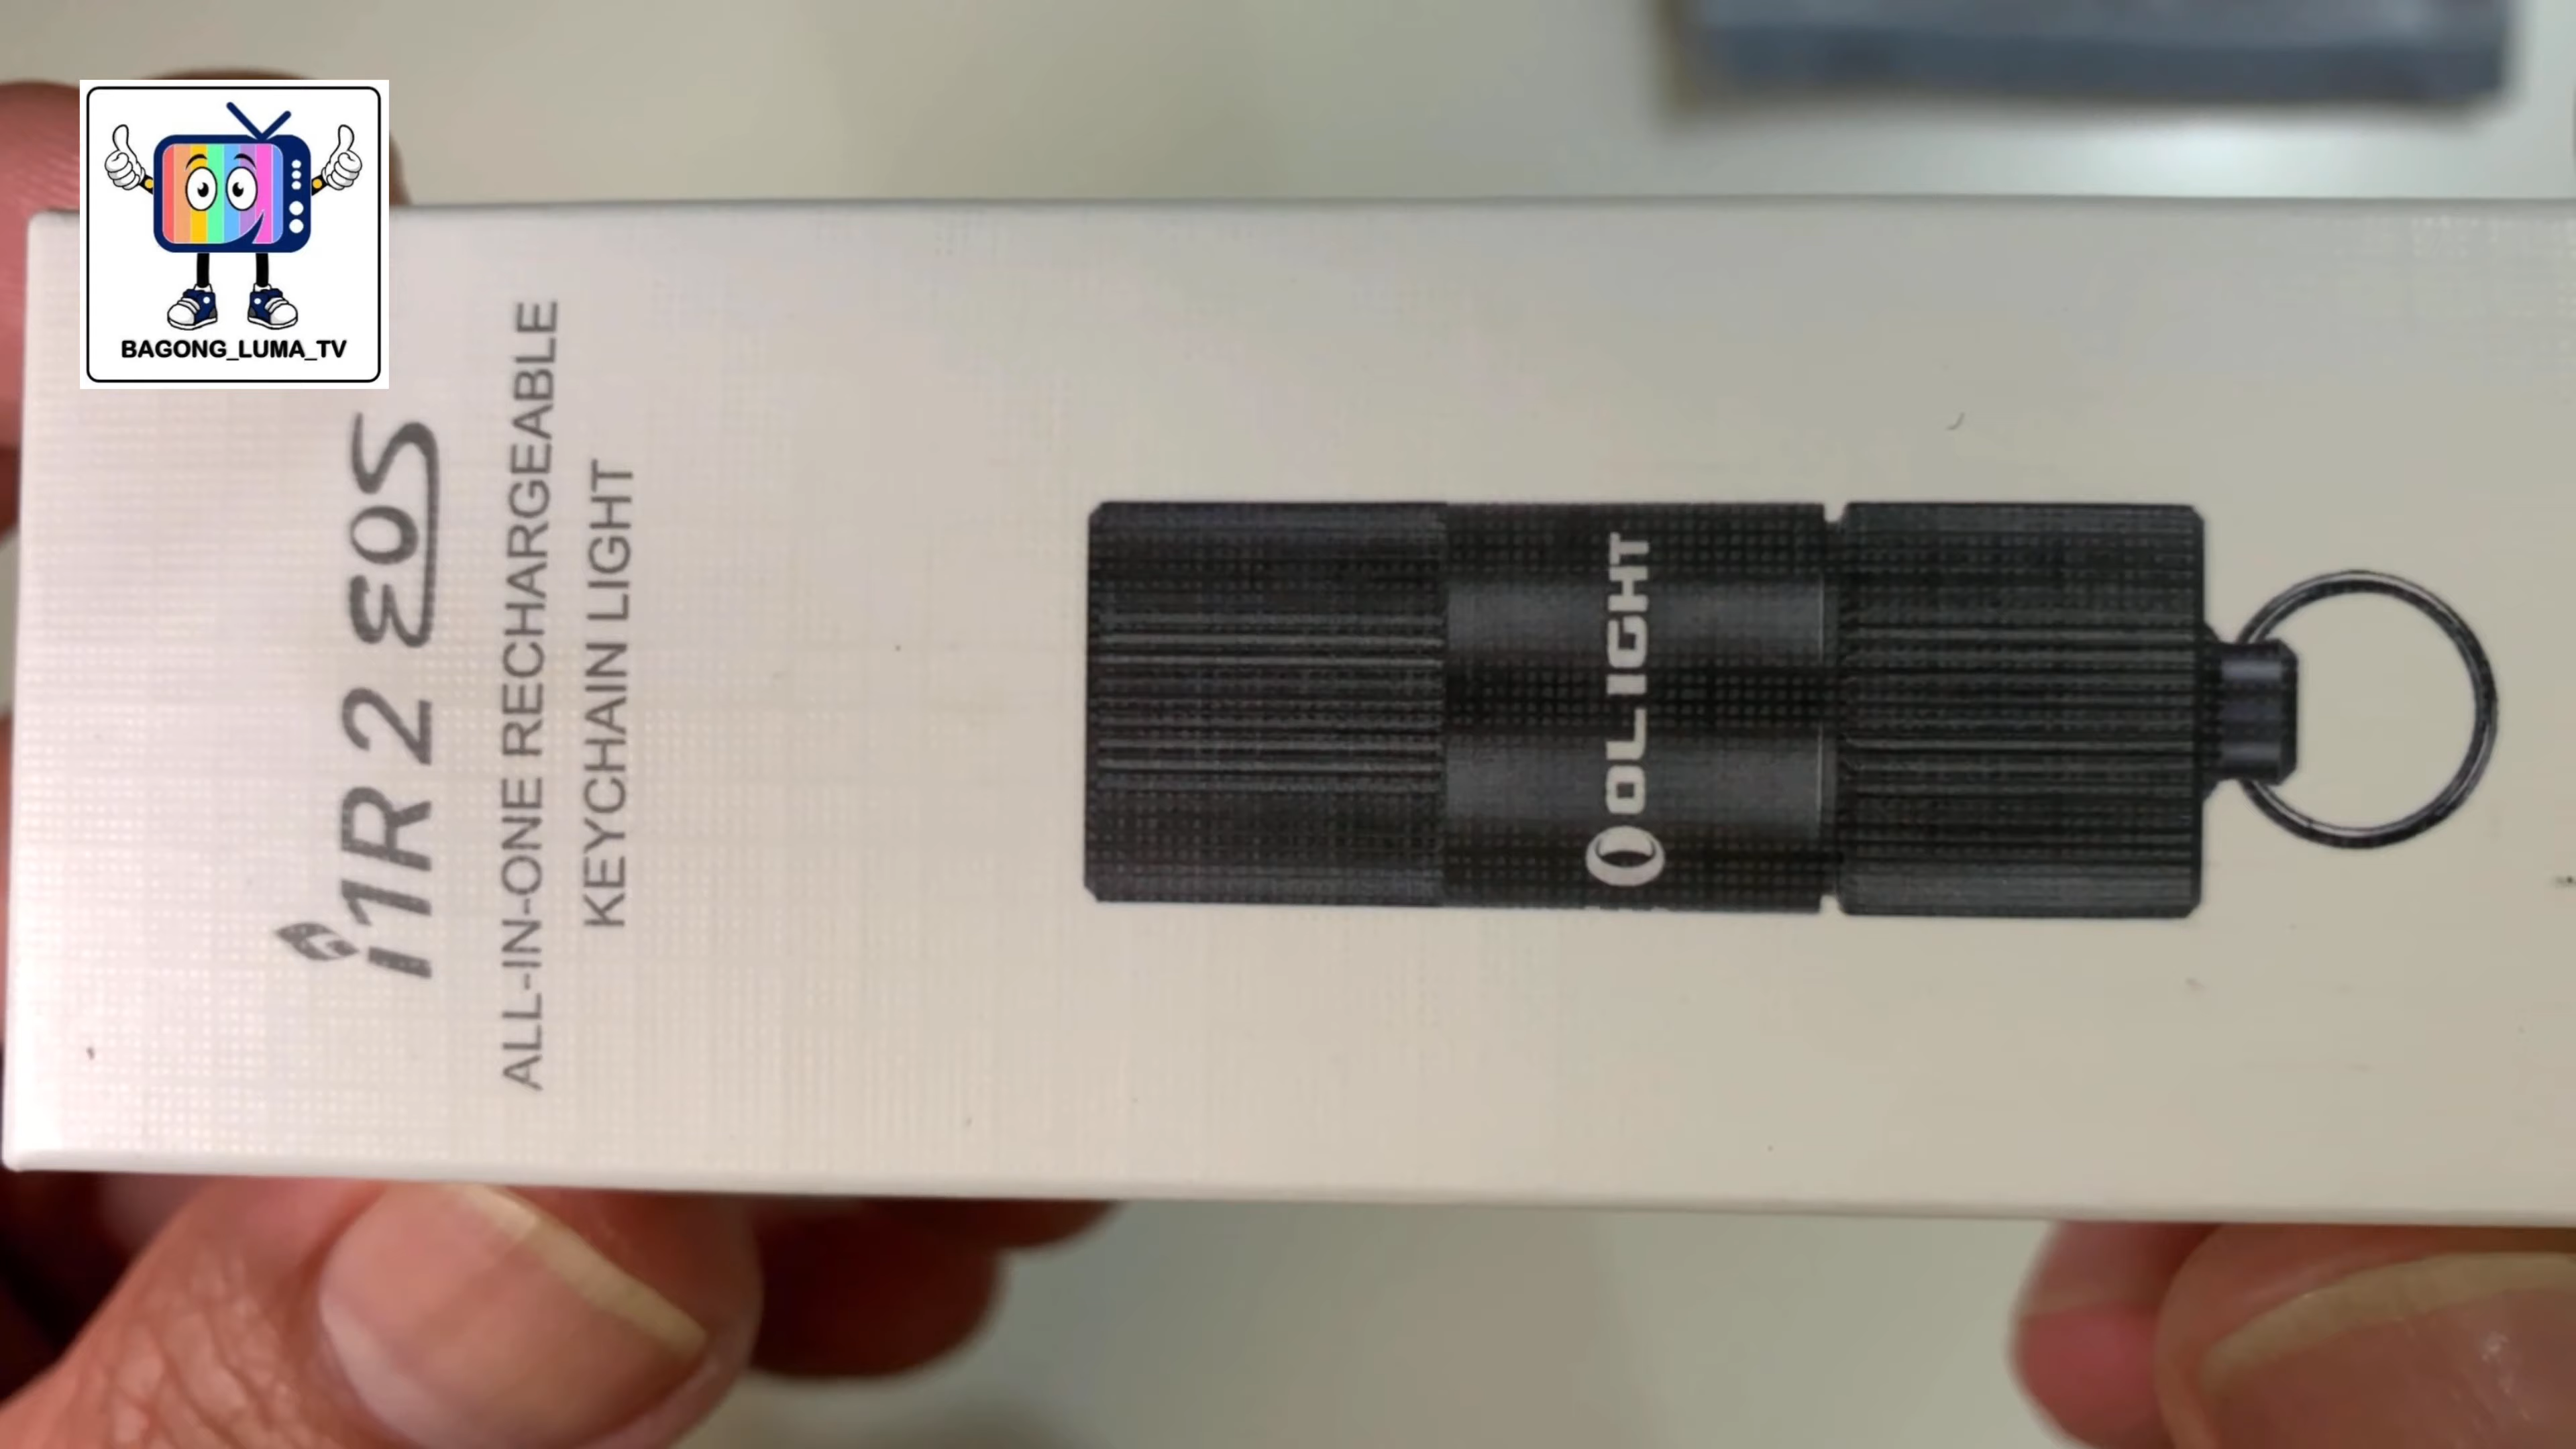 BAGONG_LUMA_TV
i1R 2 EOS
ALL-IN-ONE RECHARGEABLE
KEYCHAIN LIGHT
OLIGHT